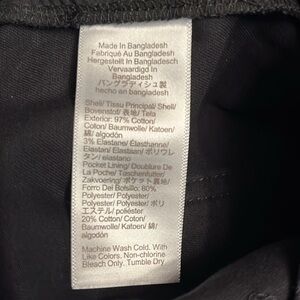 Made In Bangladesh
Fabriqué Au Bangladesh
Hergestellt In Bangladesch
Vervaardigd In
Bangladesh
バングラディシュ製
hecho en bangladesh
Shell/ Tissu Principal/ Shell/
Bovenstof/ 表地/ Tela
Exterior: 97% Cotton/
Coton/ Baumwolle/ Katoen/
綿/ algodón
3% Elastane/ Élasthanne/
Elastan/ Elastaan/ ポリウレ
タン/ elastano
Pocket Lining/ Doublure De
La Poche/ Taschenfutter/
Zakvoering/ ポケット裏地/
Forro Del Bolsillo: 80%
Polyester/ Polyester/
Polyester/ Polyester/ ポリ
エステル/ poliéster
20% Cotton/ Coton/
Baumwolle/ Katoen/ 綿/
algodón
Machine Wash Cold. With
Like Colors. Non-chlorine
Bleach Only. Tumble Dry